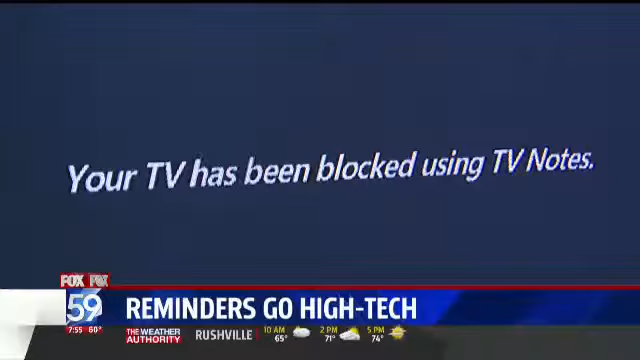 Your TV has been blocked using TV Notes.
FOX FOX
59
REMINDERS GO HIGH-TECH
7:55 60°
THE WEATHER
AUTHORITY
RUSHVILLE
10 AM
65°
2 PM
71°
5 PM
74°